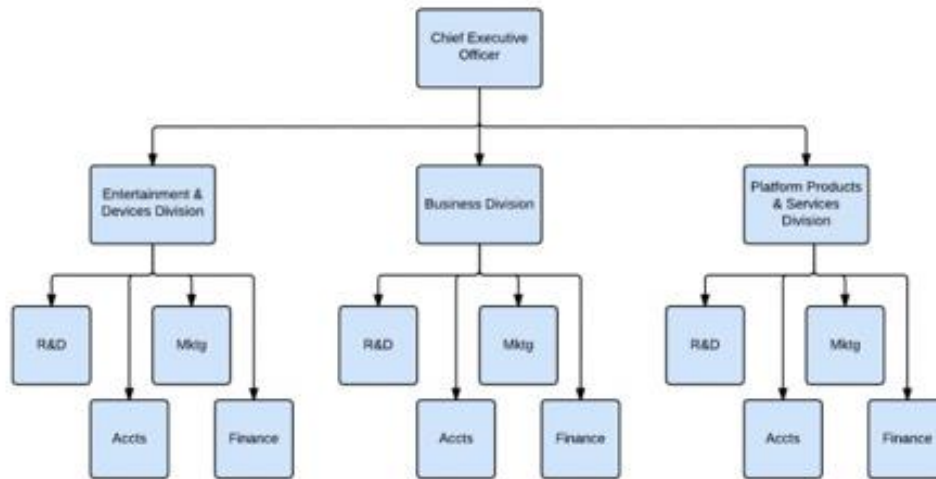 Chief Executive
Officer
Entertainment &
Devices Division
Business Division
Platform Products
& Services
Division
R&D
Mktg
R&D
Mktg
R&D
Mktg
Accts
Finance
Accts
Finance
Accts
Finance